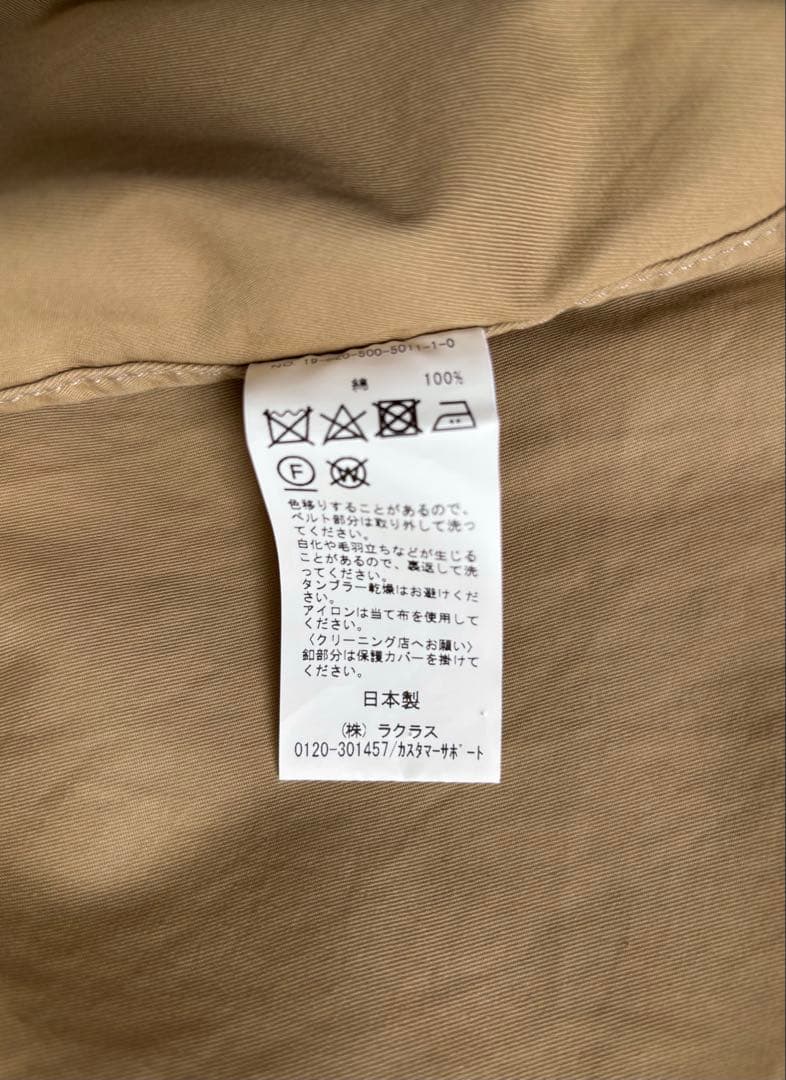 綿 100%
F W
色移りすることがあるので、
ベルト部分は取り外して洗っ
てください。
白化や毛羽立ちなどが生じる
ことがあるので、裏返して洗
ってください。
タンブラー乾燥はお避けくだ
さい。
アイロンは当て布を使用して
ください。
〈クリーニング店へお願い〉
釦部分は保護カバーを掛けて
ください。
日本製
(株) ラクラス
0120-301457/カスタマーサポート